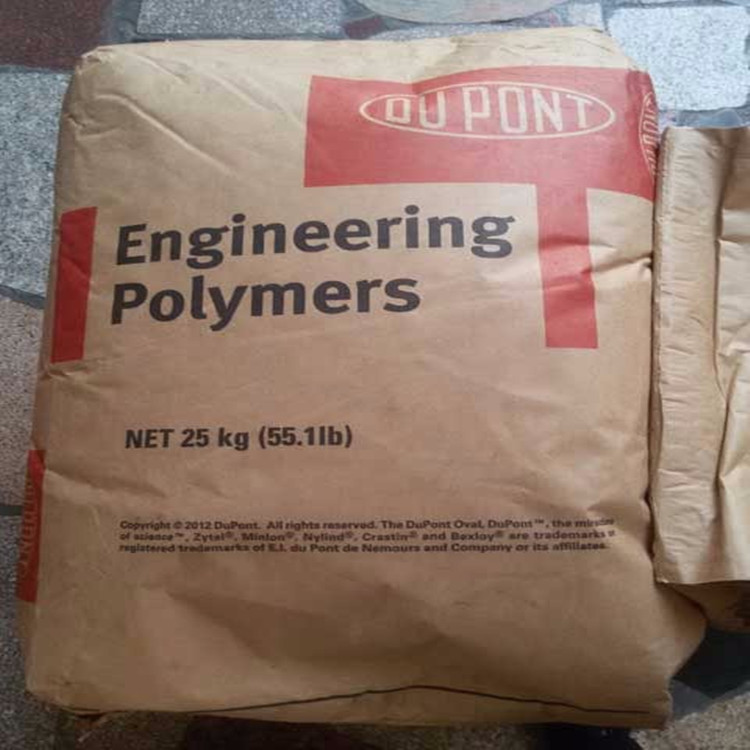 DU PONT
Engineering
Polymers
NET 25 kg (55.1lb)
Copyright © 2012 DuPont. All rights reserved. The DuPont Oval, DuPont™, the miracles
of science™, Zytel®, Minlon®, Nylind®, Crastin® and Bexloy® are trademarks or
registered trademarks of E.I. du Pont de Nemours and Company or its affiliates.